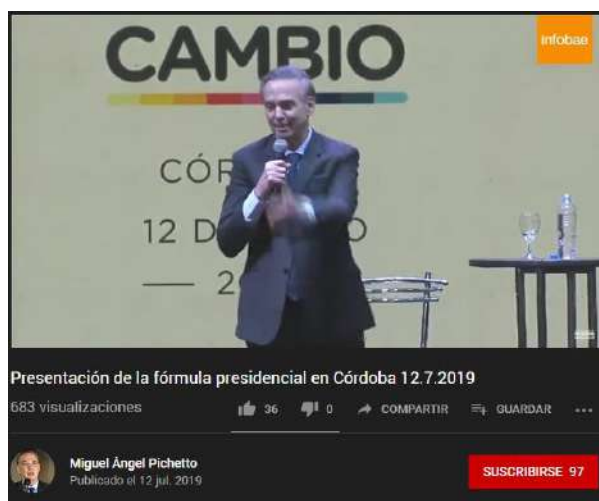 infobae
CAMBIO
CÓR
12 D O
2
Presentación de la fórmula presidencial en Córdoba 12.7.2019
683 visualizaciones 36 0 COMPARTIR GUARDAR ...
Miguel Ángel Pichetto
Publicado el 12 jul. 2019
SUSCRIBIRSE 97